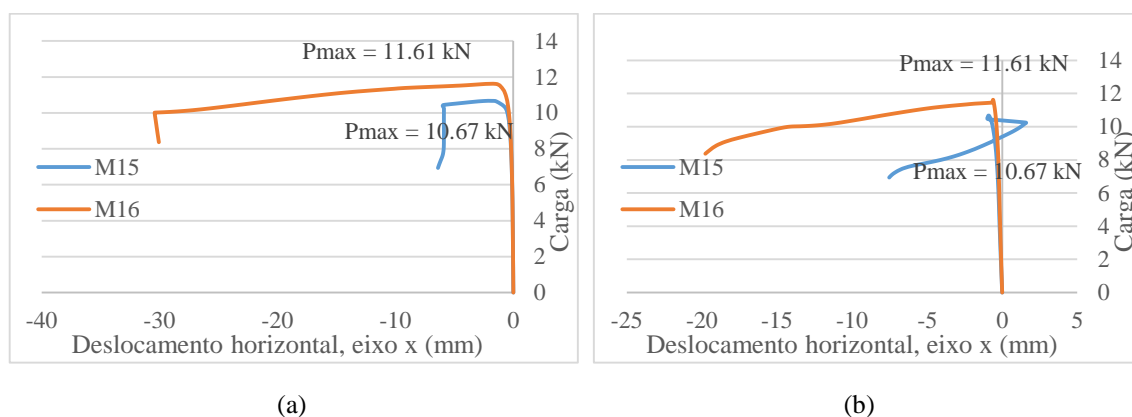 Pmax = 11.61 kN
Pmax = 10.67 kN
M15
M16
14
12
10
8
6
4
2
0
Carga (kN)
-40 -30 -20 -10 0
Deslocamento horizontal, eixo x (mm)
(a)
Pmax = 11.61 kN
Pmax = 10.67 kN
M15
M16
14
12
10
8
6
4
2
0
Carga (kN)
-25 -20 -15 -10 -5 0 5
Deslocamento horizontal, eixo x (mm)
(b)